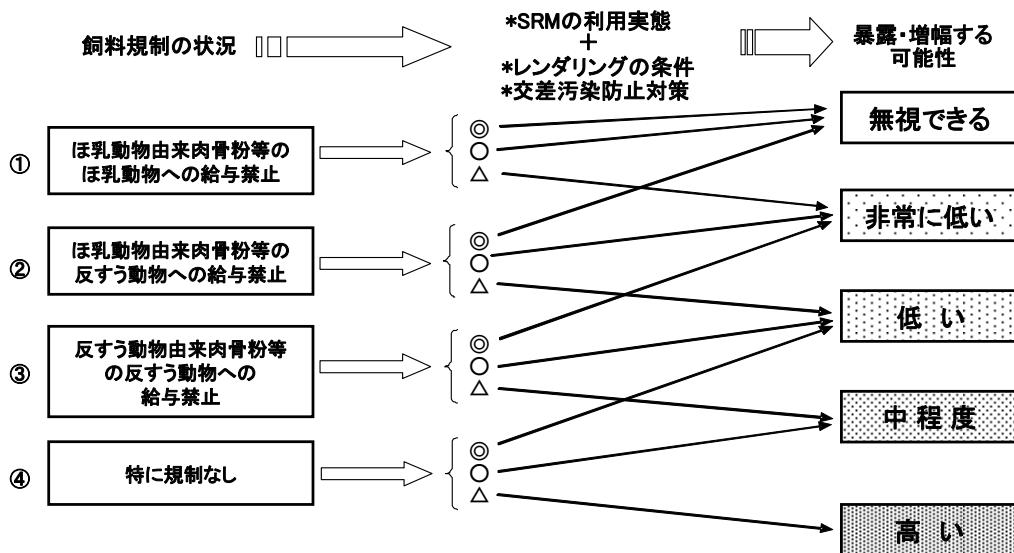 飼料規制の状況
*SRMの利用実態
+
*レンダリングの条件
*交差汚染防止対策
暴露・増幅する
可能性
①
ほ乳動物由来肉骨粉等の
ほ乳動物への給与禁止
◎
○
△
無視できる
②
ほ乳動物由来肉骨粉等の
反すう動物への給与禁止
◎
○
△
非常に低い
③
反すう動物由来肉骨粉等
の反すう動物への
給与禁止
◎
○
△
低 い
④
特に規制なし
◎
○
△
中 程 度
高 い